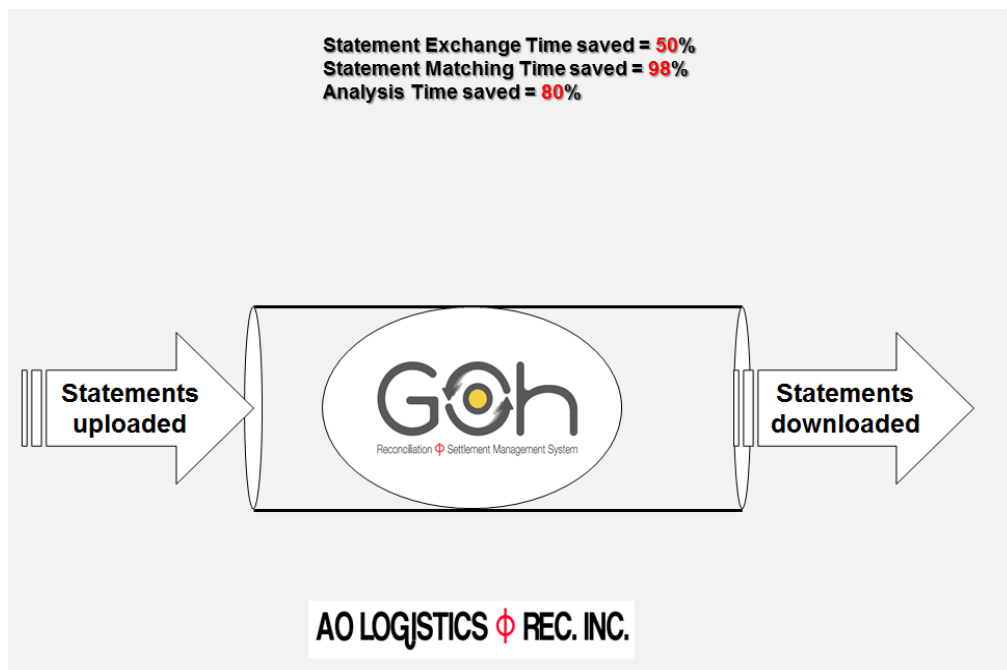 Statement Exchange Time saved = 50%
Statement Matching Time saved = 98%
Analysis Time saved = 80%
Statements
uploaded
GOh
Reconciliation Φ Settlement Management System
Statements
downloaded
AO LOGISTICS Φ REC. INC.